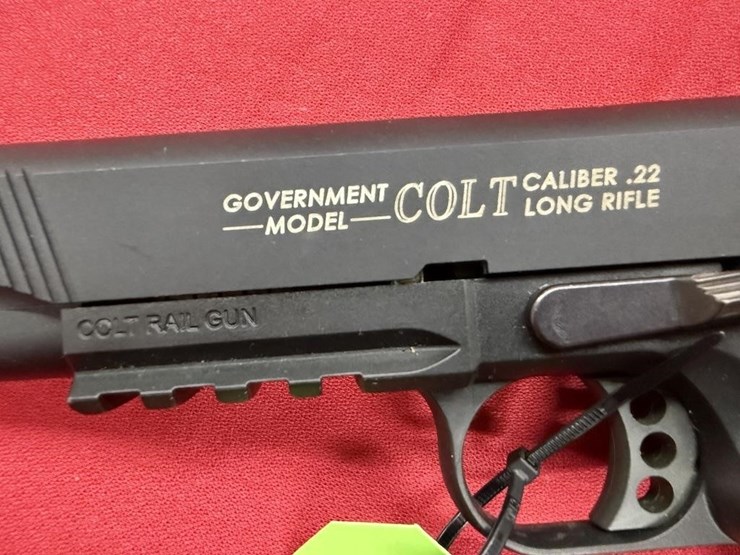 GOVERNMENT
MODEL
COLT
CALIBER .22
LONG RIFLE
COLT RAIL GUN